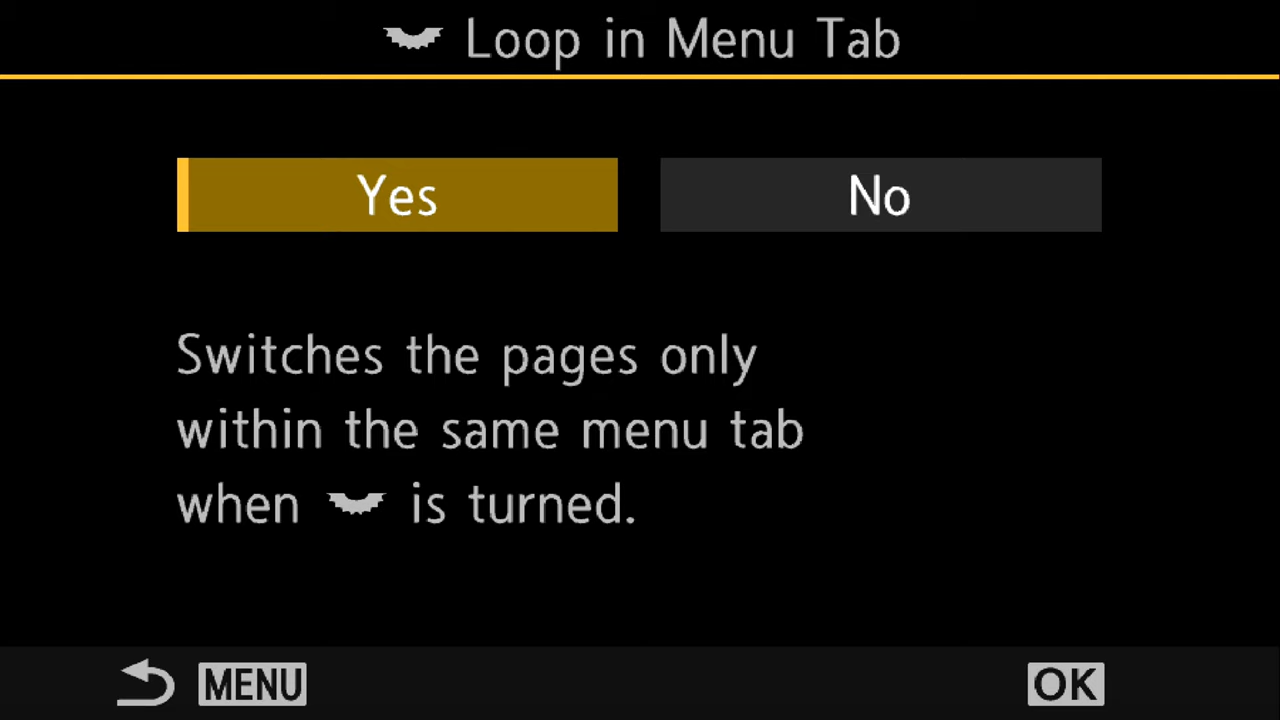 Loop in Menu Tab
Yes
No
Switches the pages only
within the same menu tab
when is turned.
MENU
OK